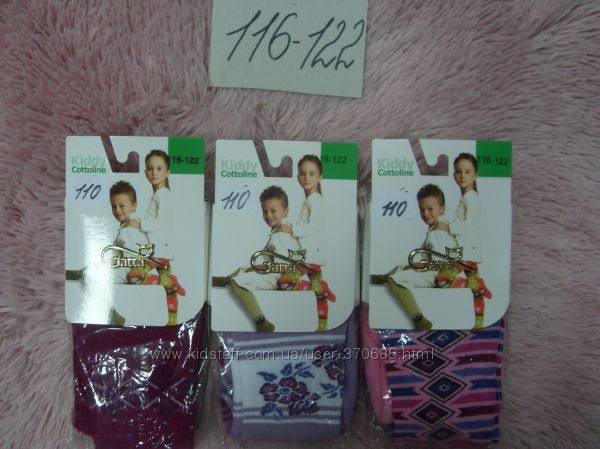 116-122
Kiddy
Cottoline
116-122
110
Gatta
Kiddy
Cottoline
16-122
110
Gatta
Kiddy
Cottoline
116-122
110
Gatta
www.kidstaff.com.ua/user-370685.html